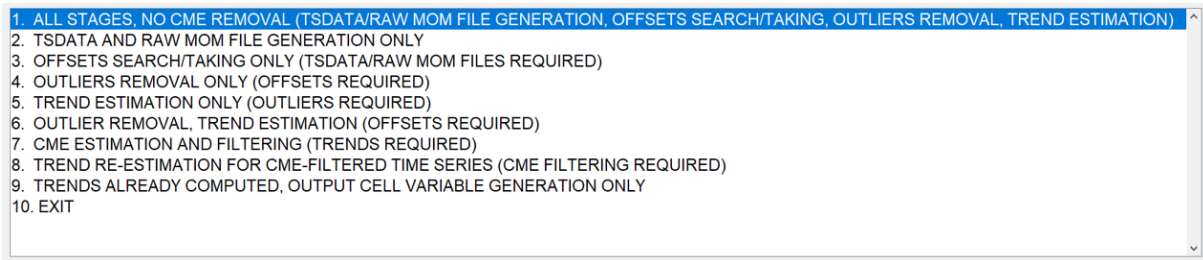 1. ALL STAGES, NO CME REMOVAL (TSDATA/RAW MOM FILE GENERATION, OFFSETS SEARCH/TAKING, OUTLIERS REMOVAL, TREND ESTIMATION)
2. TSDATA AND RAW MOM FILE GENERATION ONLY
3. OFFSETS SEARCH/TAKING ONLY (TSDATA/RAW MOM FILES REQUIRED)
4. OUTLIERS REMOVAL ONLY (OFFSETS REQUIRED)
5. TREND ESTIMATION ONLY (OUTLIERS REQUIRED)
6. OUTLIER REMOVAL, TREND ESTIMATION (OFFSETS REQUIRED)
7. CME ESTIMATION AND FILTERING (TRENDS REQUIRED)
8. TREND RE-ESTIMATION FOR CME-FILTERED TIME SERIES (CME FILTERING REQUIRED)
9. TRENDS ALREADY COMPUTED, OUTPUT CELL VARIABLE GENERATION ONLY
10. EXIT